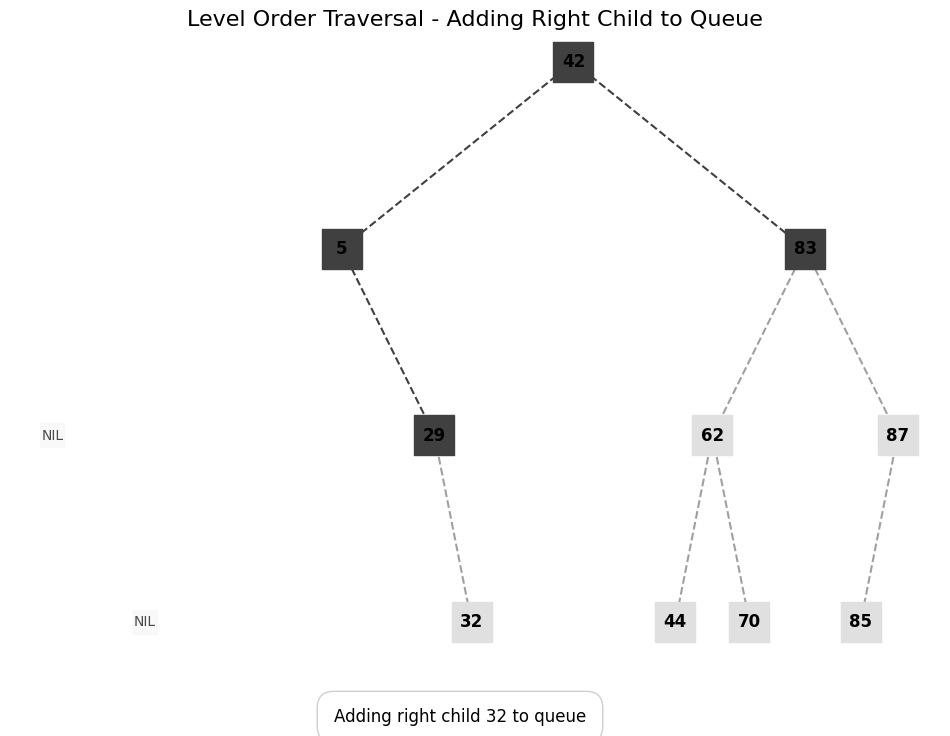 Level Order Traversal - Adding Right Child to Queue
42
5 83
NIL 29 62 87
NIL 32 44 70 85
Adding right child 32 to queue